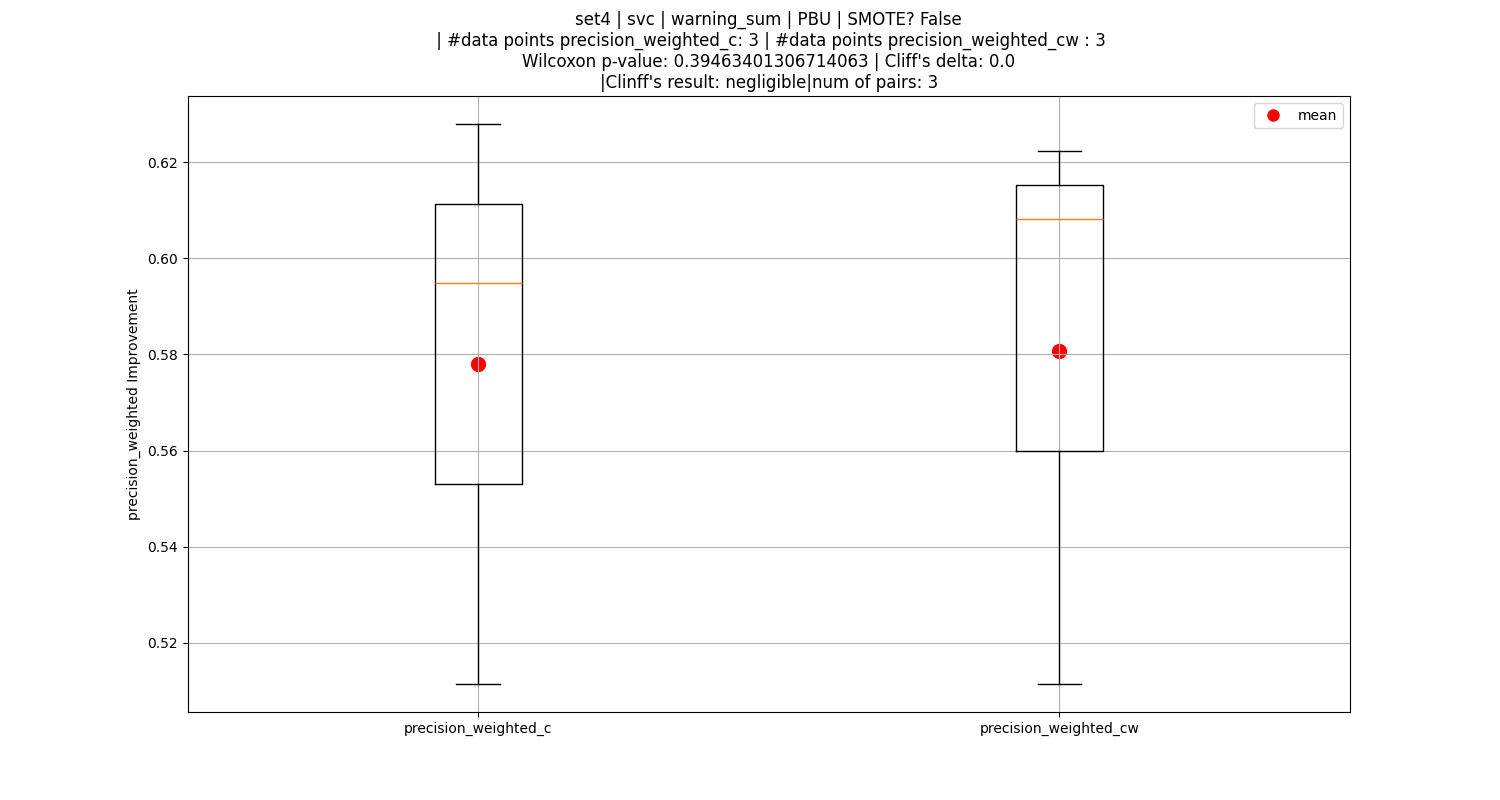 set4 | svc | warning_sum | PBU | SMOTE? False
| #data points precision_weighted_c: 3 | #data points precision_weighted_cw : 3
Wilcoxon p-value: 0.39463401306714063 | Cliff's delta: 0.0
|Clinff's result: negligible|num of pairs: 3
mean
0.62
0.60
0.58
0.56
0.54
0.52
precision_weighted Improvement
precision_weighted_c
precision_weighted_cw